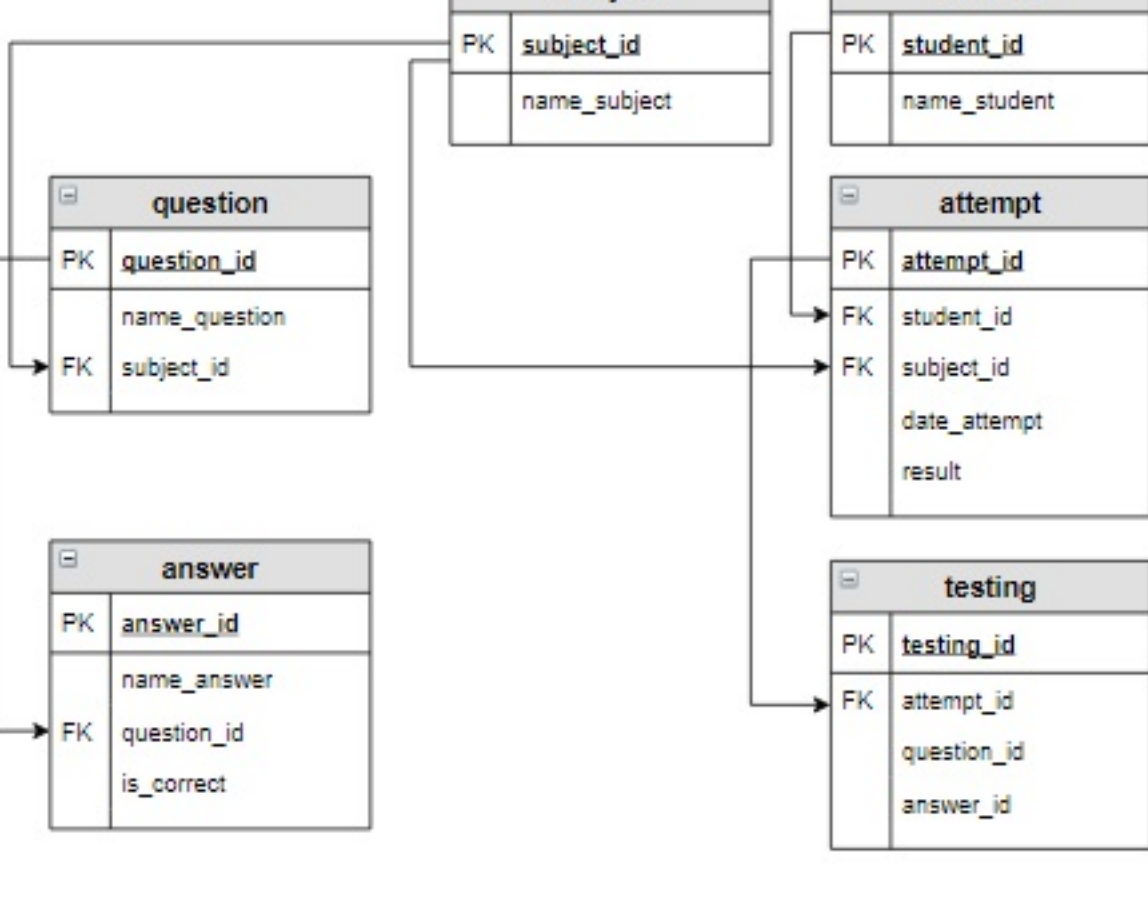 PK subject_id
name_subject
PK student_id
name_student
question
PK question_id
name_question
FK subject_id
attempt
PK attempt_id
FK student_id
FK subject_id
date_attempt
result
answer
PK answer_id
name_answer
FK question_id
is_correct
testing
PK testing_id
FK attempt_id
question_id
answer_id